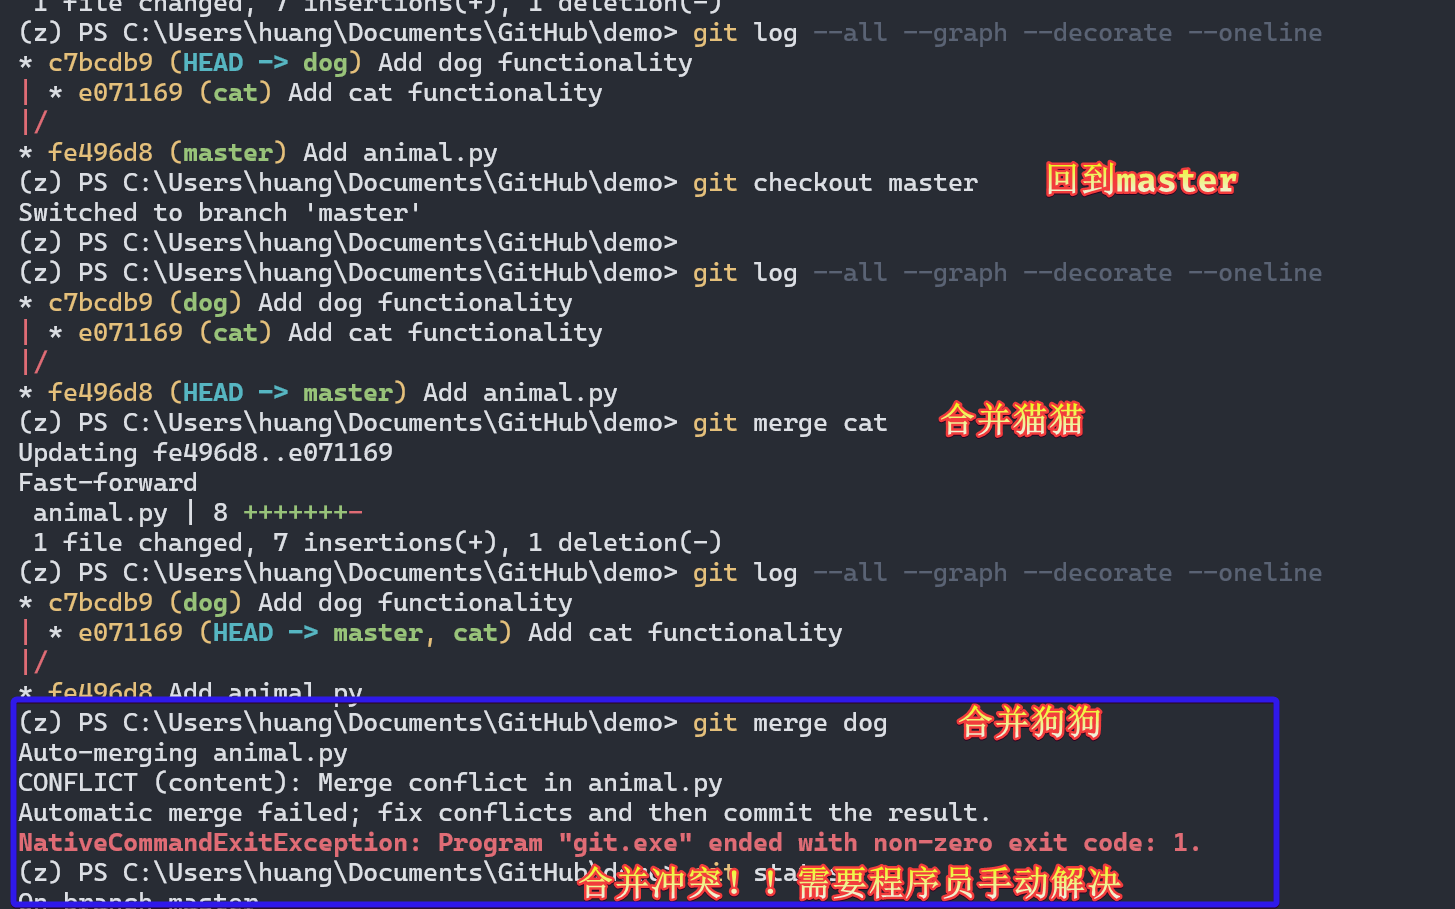 1 file changed, 7 insertions(+), 1 deletion(-)
(z) PS C:\Users\huang\Documents\GitHub\demo> git log --all --graph --decorate --oneline
* c7bcdb9 (HEAD -> dog) Add dog functionality
| * e071169 (cat) Add cat functionality
|/
* fe496d8 (master) Add animal.py
(z) PS C:\Users\huang\Documents\GitHub\demo> git checkout master 回到master
Switched to branch 'master'
(z) PS C:\Users\huang\Documents\GitHub\demo>
(z) PS C:\Users\huang\Documents\GitHub\demo> git log --all --graph --decorate --oneline
* c7bcdb9 (dog) Add dog functionality
| * e071169 (cat) Add cat functionality
|/
* fe496d8 (HEAD -> master) Add animal.py
(z) PS C:\Users\huang\Documents\GitHub\demo> git merge cat 合并猫猫
Updating fe496d8..e071169
Fast-forward
animal.py | 8 +++++++-
1 file changed, 7 insertions(+), 1 deletion(-)
(z) PS C:\Users\huang\Documents\GitHub\demo> git log --all --graph --decorate --oneline
* c7bcdb9 (dog) Add dog functionality
| * e071169 (HEAD -> master, cat) Add cat functionality
|/
* fe496d8 Add animal.py
(z) PS C:\Users\huang\Documents\GitHub\demo> git merge dog 合并狗狗
Auto-merging animal.py
CONFLICT (content): Merge conflict in animal.py
Automatic merge failed; fix conflicts and then commit the result.
NativeCommandExitException: Program "git.exe" ended with non-zero exit code: 1.
(z) PS C:\Users\huang\Documents\GitHub\demo> git status
合并冲突！！需要程序员手动解决
On branch master